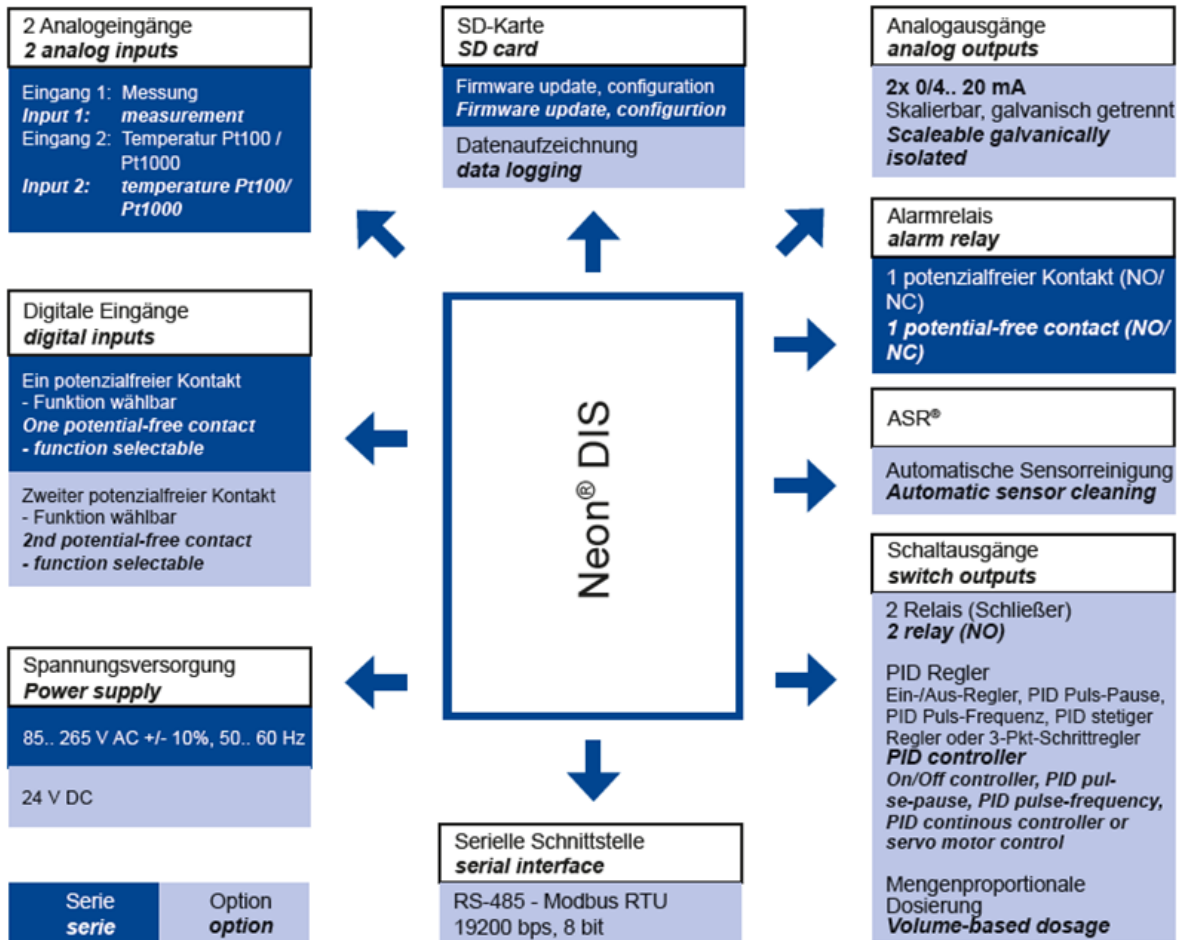 2 Analogeingänge
2 analog inputs
Eingang 1: Messung
Input 1: measurement
Eingang 2: Temperatur Pt100 /
Pt1000
Input 2: temperature Pt100/
Pt1000
SD-Karte
SD card
Firmware update, configuration
Firmware update, configurtion
Datenaufzeichnung
data logging
Analogausgänge
analog outputs
2x 0/4.. 20 mA
Skalierbar, galvanisch getrennt
Scaleable galvanically
isolated
Alarmrelais
alarm relay
1 potenzialfreier Kontakt (NO/
NC)
1 potential-free contact (NO/
NC)
Digitale Eingänge
digital inputs
Ein potenzialfreier Kontakt
- Funktion wählbar
One potential-free contact
- function selectable
Zweiter potenzialfreier Kontakt
- Funktion wählbar
2nd potential-free contact
- function selectable
Neon® DIS
ASR®
Automatische Sensorreinigung
Automatic sensor cleaning
Schaltausgänge
switch outputs
2 Relais (Schließer)
2 relay (NO)
PID Regler
Ein-/Aus-Regler, PID Puls-Pause,
PID Puls-Frequenz, PID stetiger
Regler oder 3-Pkt-Schrittregler
PID controller
On/Off controller, PID pul-
se-pause, PID pulse-frequency,
PID continous controller or
servo motor control
Mengenproportionale
Dosierung
Volume-based dosage
Spannungsversorgung
Power supply
85.. 265 V AC +/- 10%, 50.. 60 Hz
24 V DC
Serielle Schnittstelle
serial interface
RS-485 - Modbus RTU
19200 bps, 8 bit
Serie
serie
Option
option